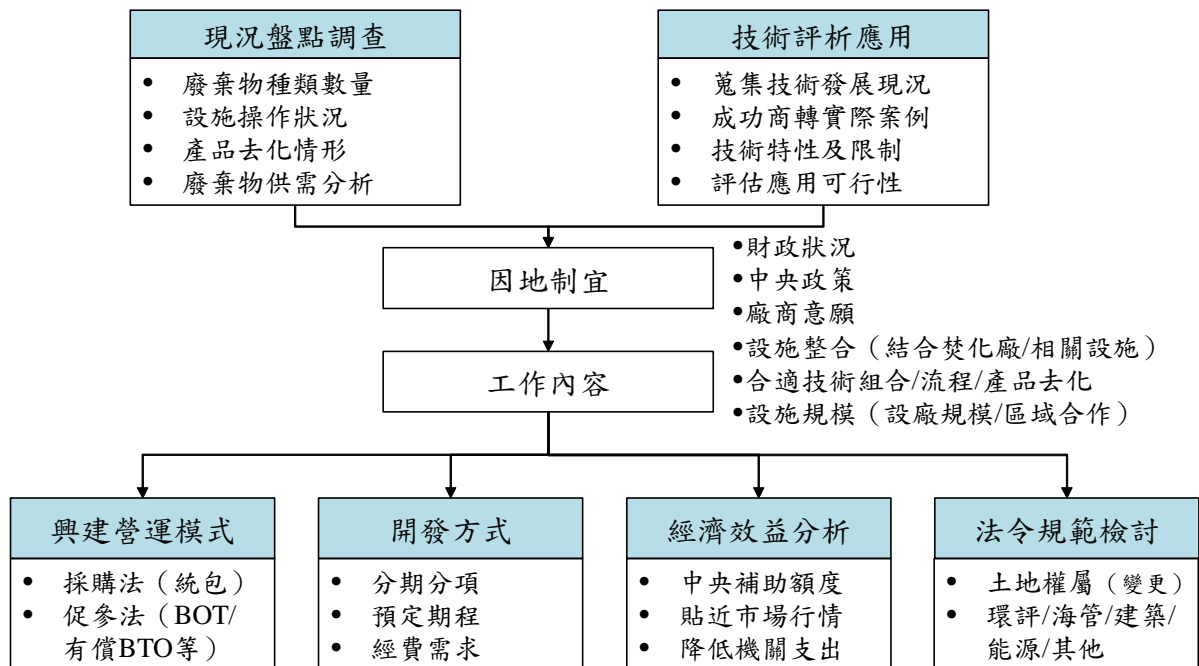 現況盤點調查
• 廢棄物種類數量
• 設施操作狀況
• 產品去化情形
• 廢棄物供需分析
技術評析應用
• 蒐集技術發展現況
• 成功商轉實際案例
• 技術特性及限制
• 評估應用可行性
因地制宜
工作內容
•財政狀況
•中央政策
•廠商意願
•設施整合（結合焚化廠/相關設施）
•合適技術組合/流程/產品去化
•設施規模（設廠規模/區域合作）
興建營運模式
• 採購法（統包）
• 促參法（BOT/
有償BTO等）
開發方式
• 分期分項
• 預定期程
• 經費需求
經濟效益分析
• 中央補助額度
• 貼近市場行情
• 降低機關支出
法令規範檢討
• 土地權屬（變更）
• 環評/海管/建築/
能源/其他